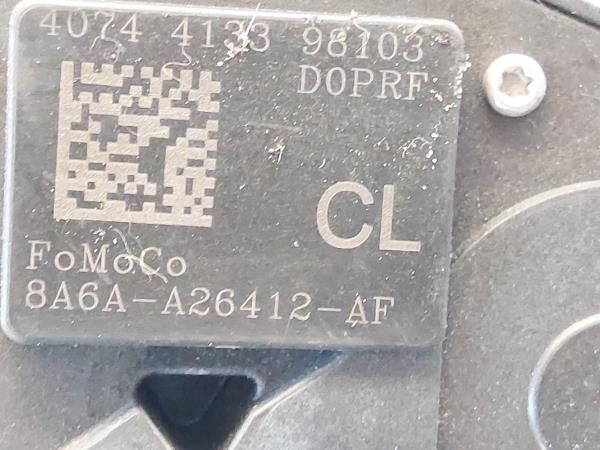 4074 4133 98103
D0PRF
CL
FoMoCo
8A6A-A26412-AF